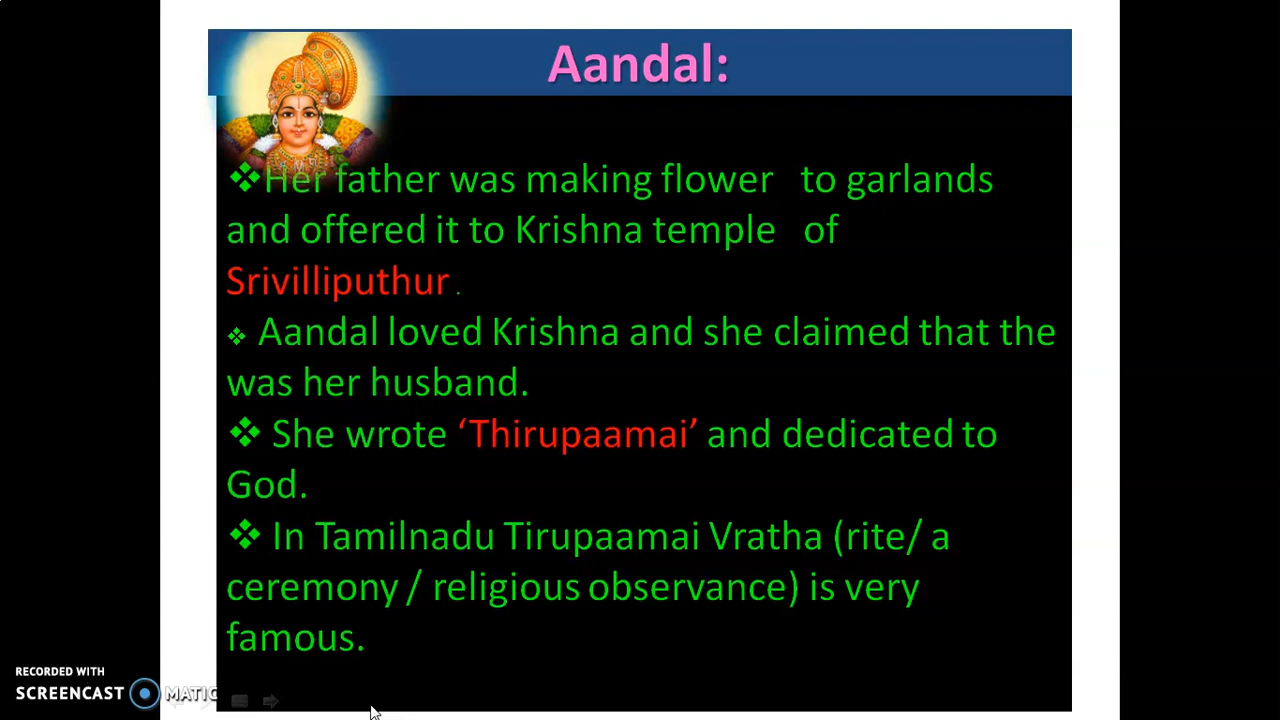 Aandal:
❖Her father was making flower to garlands
and offered it to Krishna temple of
Srivilliputhur .
❖ Aandal loved Krishna and she claimed that the
was her husband.
❖ She wrote ‘Thirupaamai’ and dedicated to
God.
❖ In Tamilnadu Tirupaamai Vratha (rite/ a
ceremony / religious observance) is very
famous.
RECORDED WITH
SCREENCAST MATIC